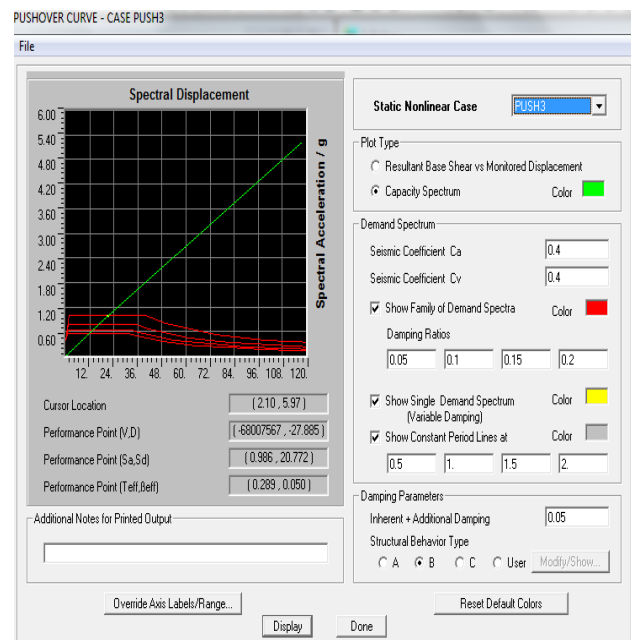 PUSHOVER CURVE - CASE PUSH3
File
Spectral Displacement
6.00
5.40
4.80
4.20
3.60
3.00
2.40
1.80
1.20
0.60
12. 24. 36. 48. 60. 72. 84. 96. 108. 120.
Spectral Acceleration / g
Cursor Location (2.10 , 5.97 )
Performance Point (V,D) ( -68007567 , -27.885 )
Performance Point (Sa,Sd) ( 0.986 , 20.772 )
Performance Point (Teff,βeff) ( 0.289 , 0.050 )
Additional Notes for Printed Output
Override Axis Labels/Range...
Static Nonlinear Case PUSH3
Plot Type
Resultant Base Shear vs Monitored Displacement
Capacity Spectrum Color
Demand Spectrum
Seismic Coefficient Ca 0.4
Seismic Coefficient Cv 0.4
Show Family of Demand Spectra Color
Damping Ratios
0.05 0.1 0.15 0.2
Show Single Demand Spectrum Color
(Variable Damping)
Show Constant Period Lines at Color
0.5 1. 1.5 2.
Damping Parameters
Inherent + Additional Damping 0.05
Structural Behavior Type
A B C User Modify/Show...
Reset Default Colors
Display Done